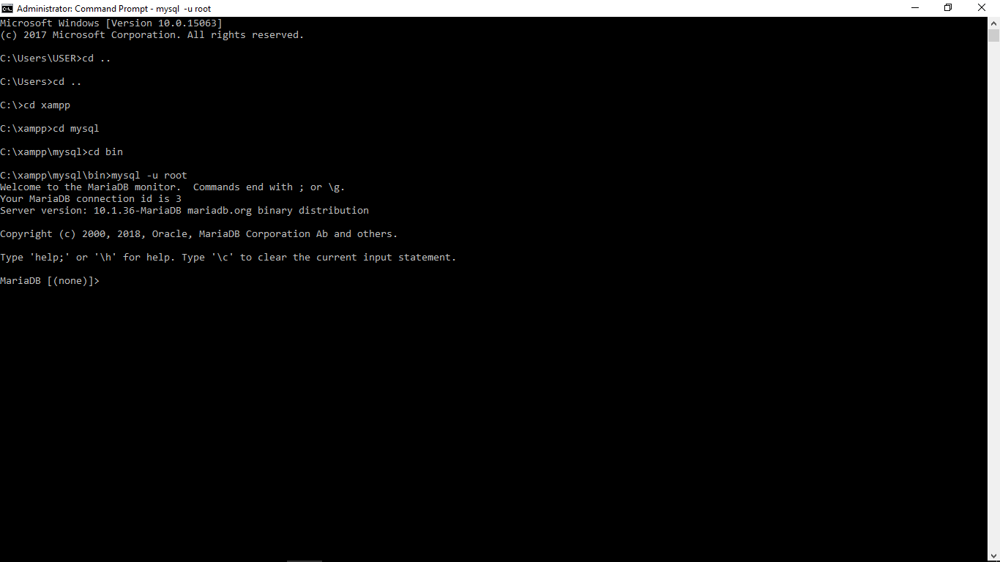 Administrator: Command Prompt - mysql  -u root
Microsoft Windows [Version 10.0.15063]
(c) 2017 Microsoft Corporation. All rights reserved.
C:\Users\USER>cd ..
C:\Users>cd ..
C:\>cd xampp
C:\xampp>cd mysql
C:\xampp\mysql>cd bin
C:\xampp\mysql\bin>mysql -u root
Welcome to the MariaDB monitor.  Commands end with ; or \g.
Your MariaDB connection id is 3
Server version: 10.1.36-MariaDB mariadb.org binary distribution
Copyright (c) 2000, 2018, Oracle, MariaDB Corporation Ab and others.
Type 'help;' or '\h' for help. Type '\c' to clear the current input statement.
MariaDB [(none)]>